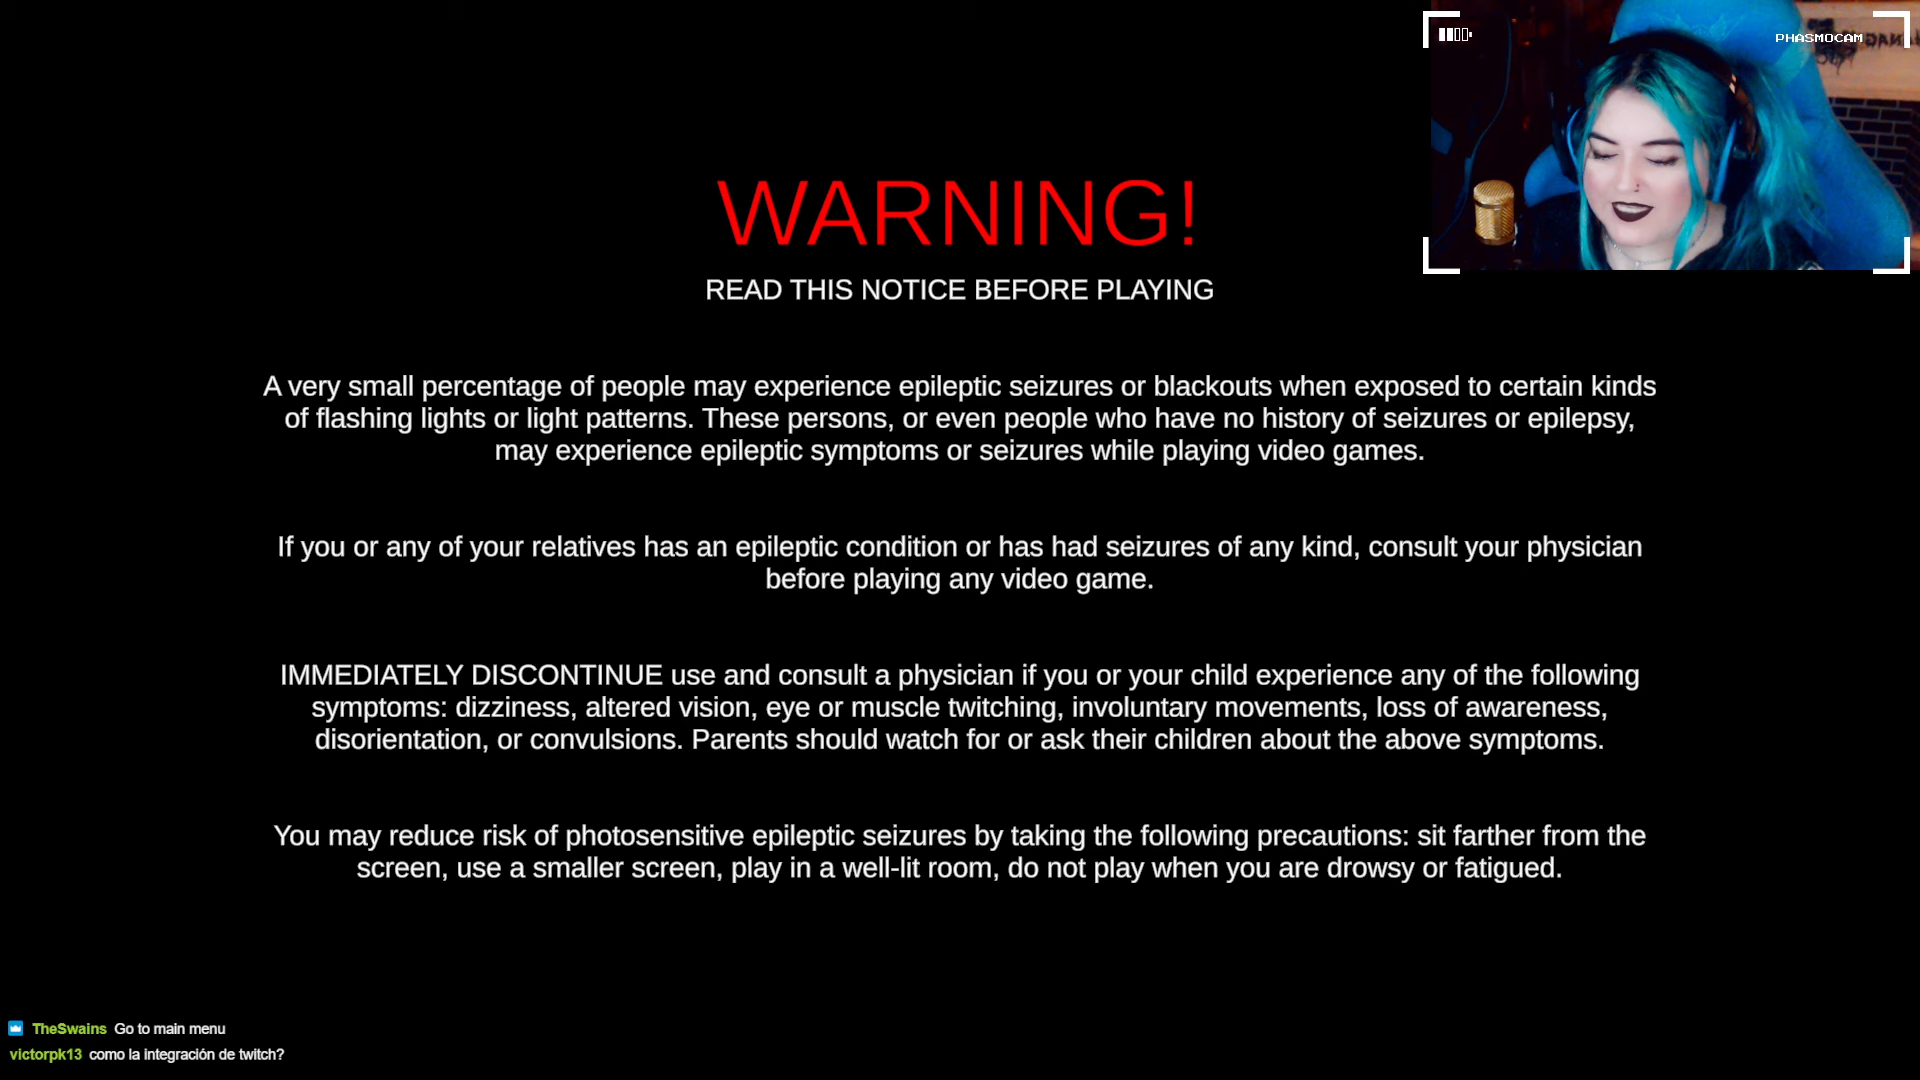 PHASMOCAM
WARNING!
READ THIS NOTICE BEFORE PLAYING
A very small percentage of people may experience epileptic seizures or blackouts when exposed to certain kinds
of flashing lights or light patterns. These persons, or even people who have no history of seizures or epilepsy,
may experience epileptic symptoms or seizures while playing video games.
If you or any of your relatives has an epileptic condition or has had seizures of any kind, consult your physician
before playing any video game.
IMMEDIATELY DISCONTINUE use and consult a physician if you or your child experience any of the following
symptoms: dizziness, altered vision, eye or muscle twitching, involuntary movements, loss of awareness,
disorientation, or convulsions. Parents should watch for or ask their children about the above symptoms.
You may reduce risk of photosensitive epileptic seizures by taking the following precautions: sit farther from the
screen, use a smaller screen, play in a well-lit room, do not play when you are drowsy or fatigued.
TheSwains Go to main menu
victorpk13 como la integración de twitch?